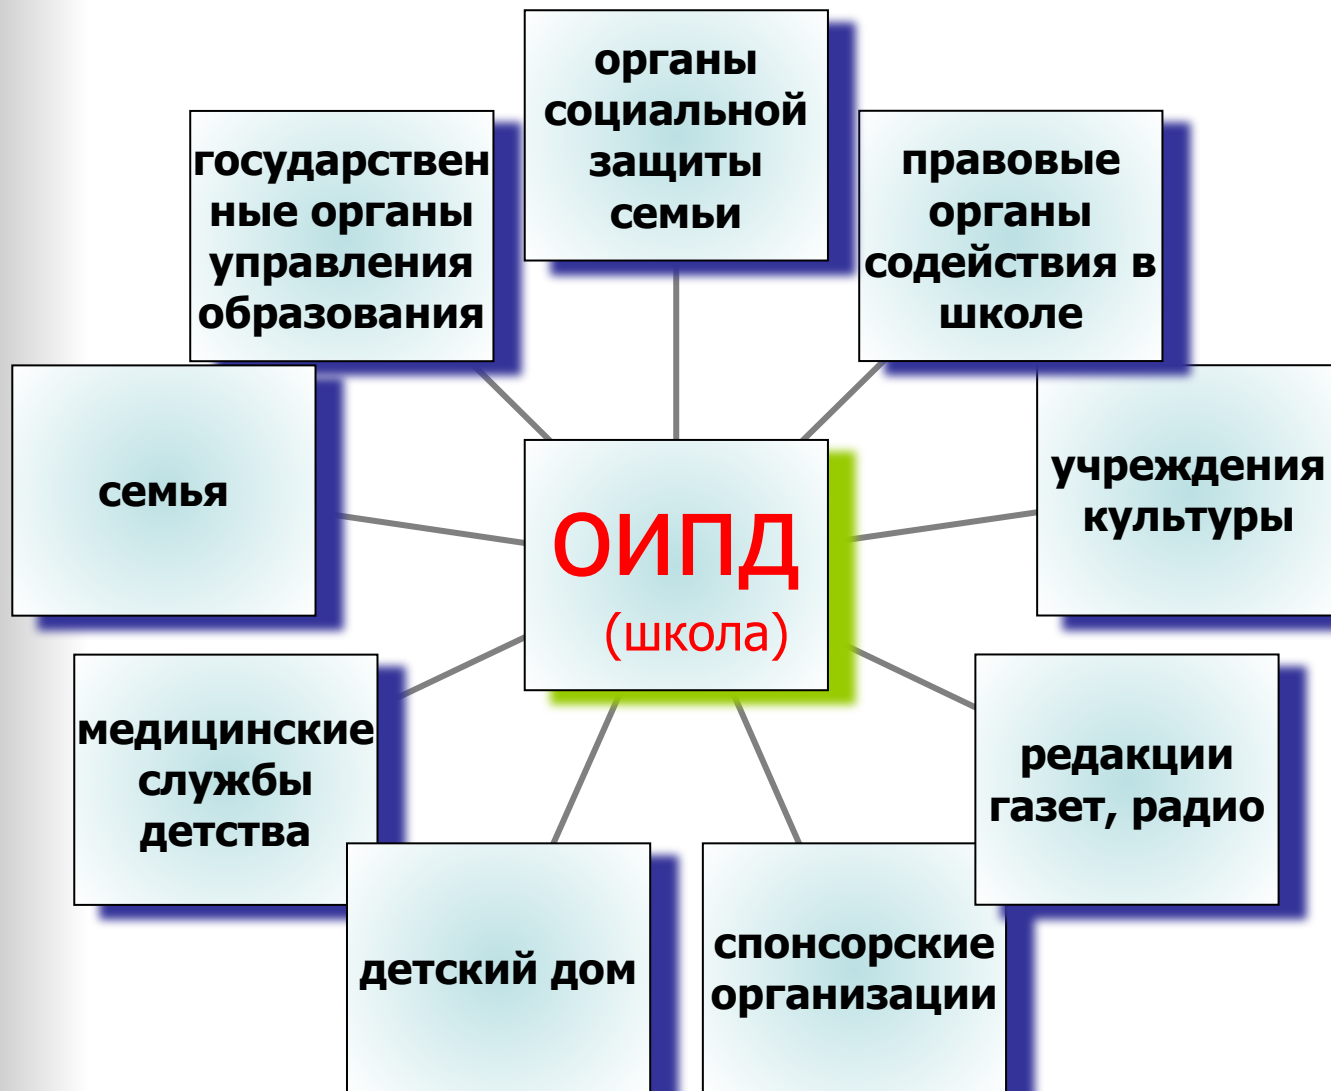 органы
социальной
защиты
семьи
государствен
ные органы
управления
образования
правовые
органы
содействия в
школе
семья
ОИПД
(школа)
учреждения
культуры
медицинские
службы
детства
редакции
газет, радио
детский дом
спонсорские
организации